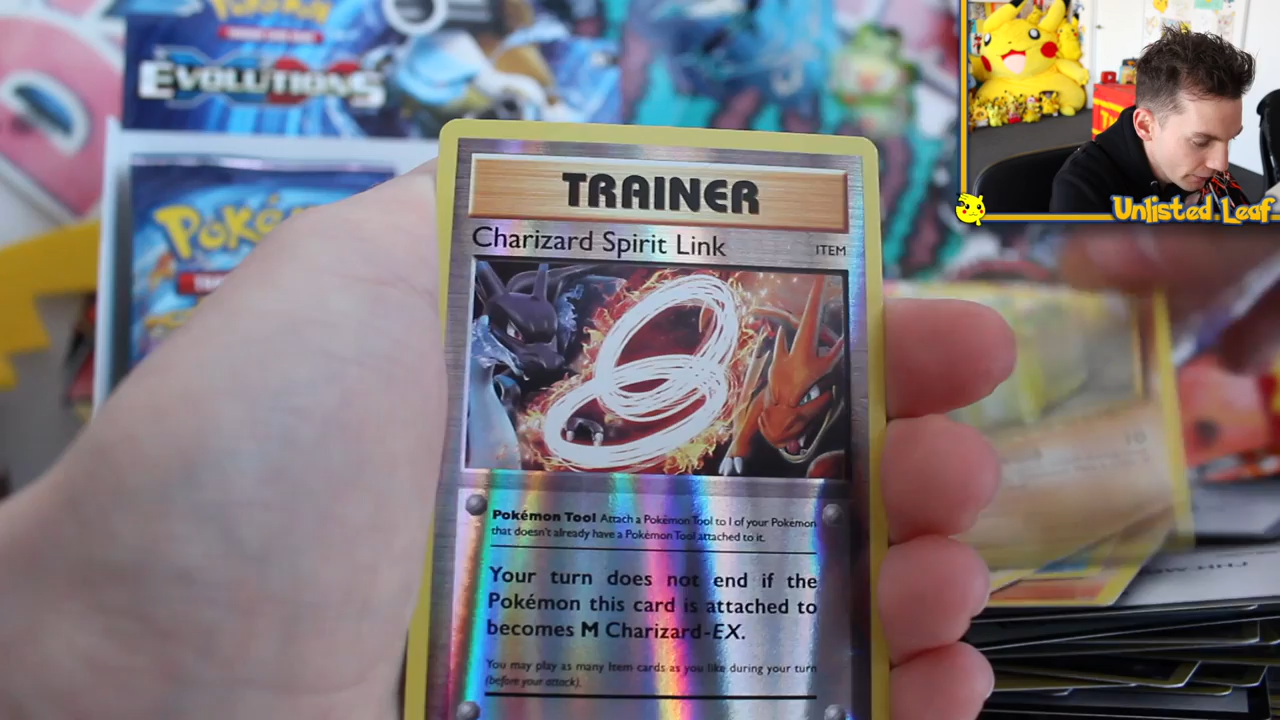 Pokémon
EVOLUTIONS
Pokém
Unlisted Leaf
TRAINER
Charizard Spirit Link
ITEM
Pokémon Tool Attach a Pokémon Tool to 1 of your Pokémon
that doesn't already have a Pokémon Tool attached to it.
Your turn does not end if the
Pokémon this card is attached to
becomes M Charizard-EX.
You may play as many Item cards as you like during your turn
(before your attack).
10